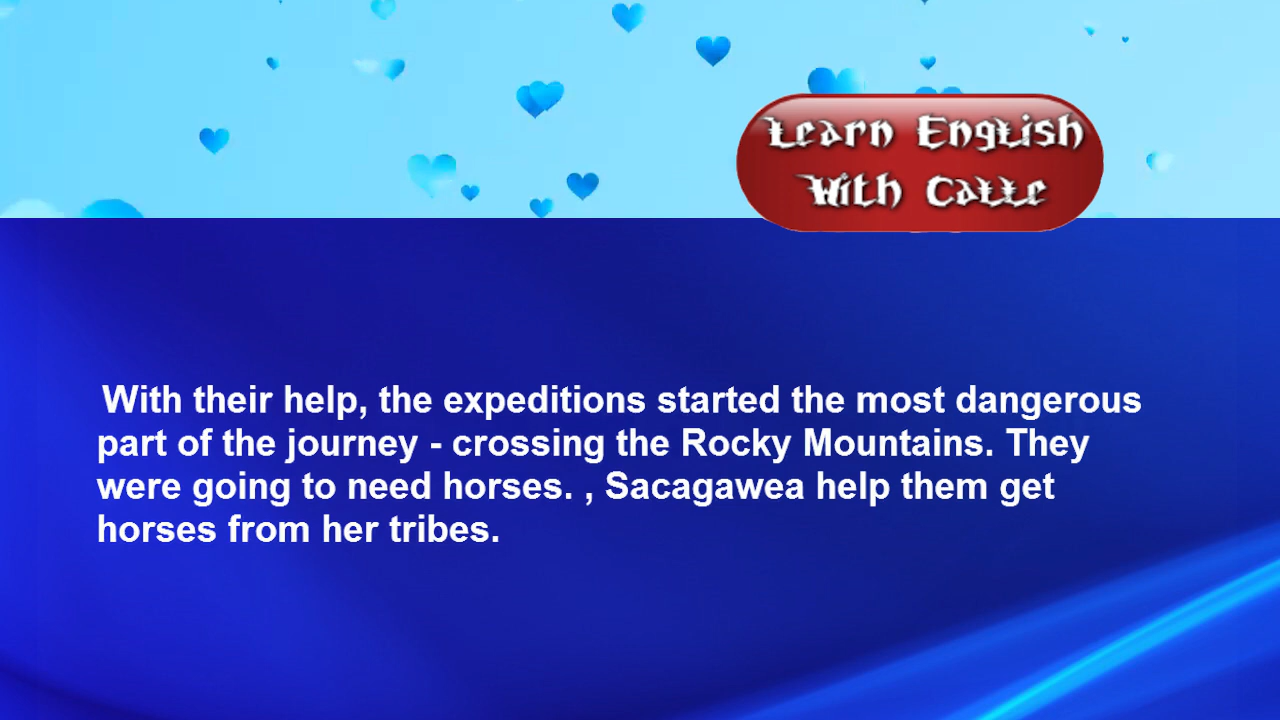 Learn English
With Calle
With their help, the expeditions started the most dangerous
part of the journey - crossing the Rocky Mountains. They
were going to need horses. , Sacagawea help them get
horses from her tribes.